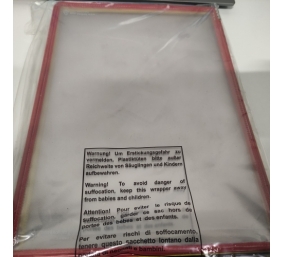 Warnung! Um Erstickungsgefahr zu
vermeiden, Plastiktüten bitte außer
Reichweite von Säuglingen und Kindern
aufbewahren.
Warning! To avoid danger of
suffocation, keep this wrapper away
from babies and children.
Attention! Pour éviter le risque de
suffocation, garder ce sac hors de
portée des bébés et des enfants.
Per evitare rischi di soffocamento,
tenere questo sacchetto lontano dalla
bambini